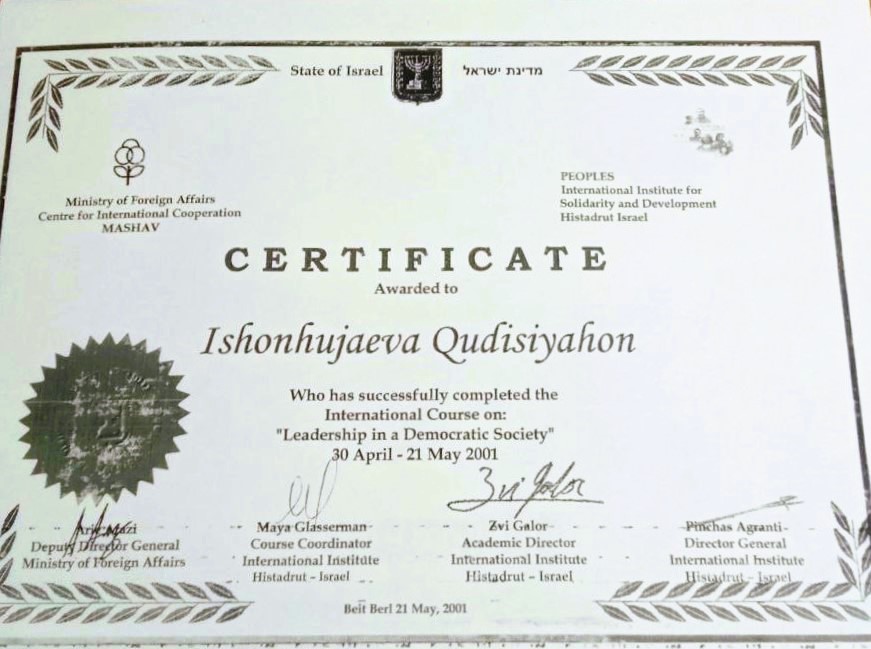 State of Israel
מדינת ישראל
Ministry of Foreign Affairs
Centre for International Cooperation
MASHAV
PEOPLES
International Institute for
Solidarity and Development
Histadrut Israel
CERTIFICATE
Awarded to
Ishonhujaeva Qudisiyahon
Who has successfully completed the
International Course on:
"Leadership in a Democratic Society"
30 April - 21 May 2001
Zvi Galor
Mazi
Deputy Director General
Ministry of Foreign Affairs
Maya Glasserman
Course Coordinator
International Institute
Histadrut - Israel
Zvi Galor
Academic Director
International Institute
Histadrut - Israel
Pinchas Agranti
Director General
International Institute
Histadrut - Israel
Beit Berl 21 May, 2001